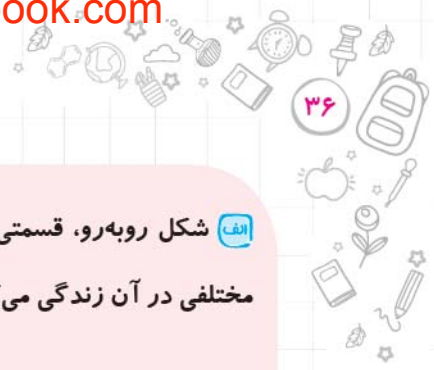 ook.com
۳۶
الف شکل روبه‌رو، قسمتی
مختلفی در آن زندگی می